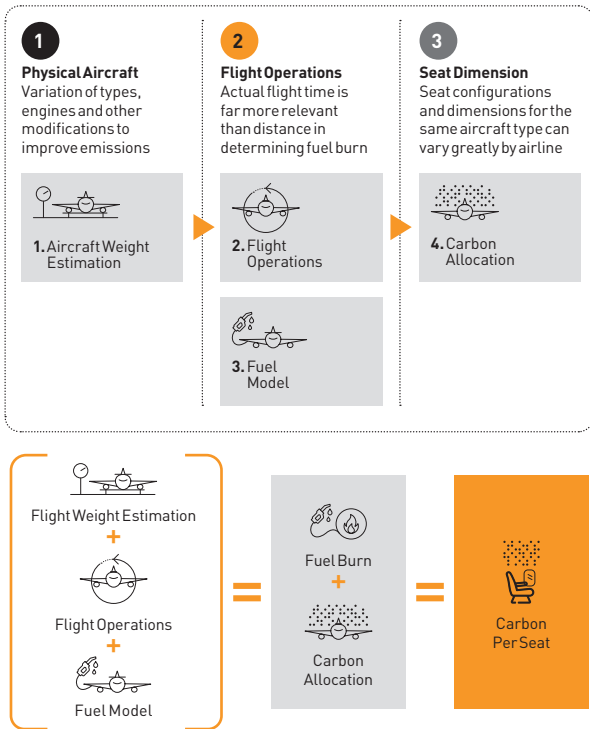 1
Physical Aircraft
Variation of types,
engines and other
modifications to
improve emissions
1. Aircraft Weight
Estimation
2
Flight Operations
Actual flight time is
far more relevant
than distance in
determining fuel burn
2. Flight
Operations
3. Fuel
Model
3
Seat Dimension
Seat configurations
and dimensions for the
same aircraft type can
vary greatly by airline
4. Carbon
Allocation
Flight Weight Estimation
+
Flight Operations
+
Fuel Model
=
Fuel Burn
+
Carbon
Allocation
=
Carbon
Per Seat